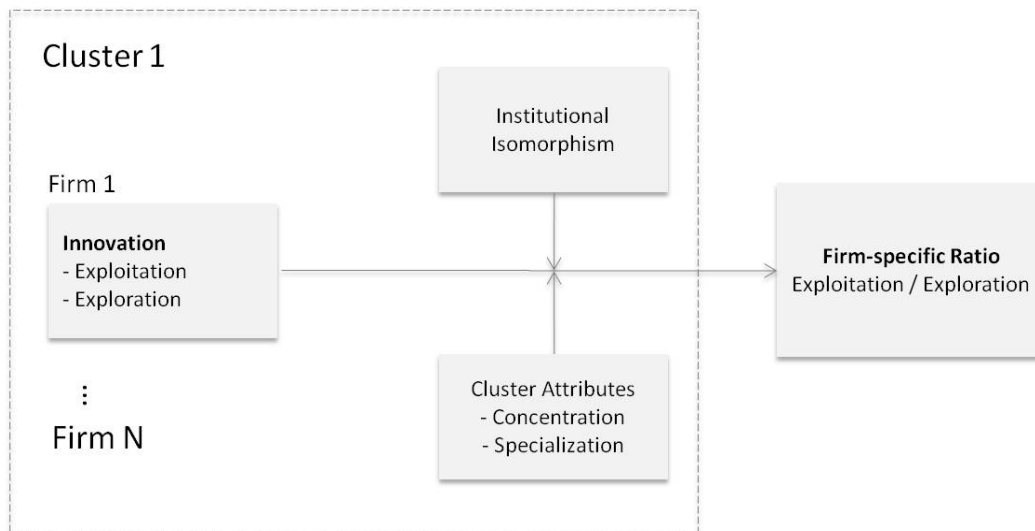 Cluster 1
Institutional
Isomorphism
Firm 1
Innovation
- Exploitation
- Exploration
Firm-specific Ratio
Exploitation / Exploration
Cluster Attributes
- Concentration
- Specialization
⋮
Firm N